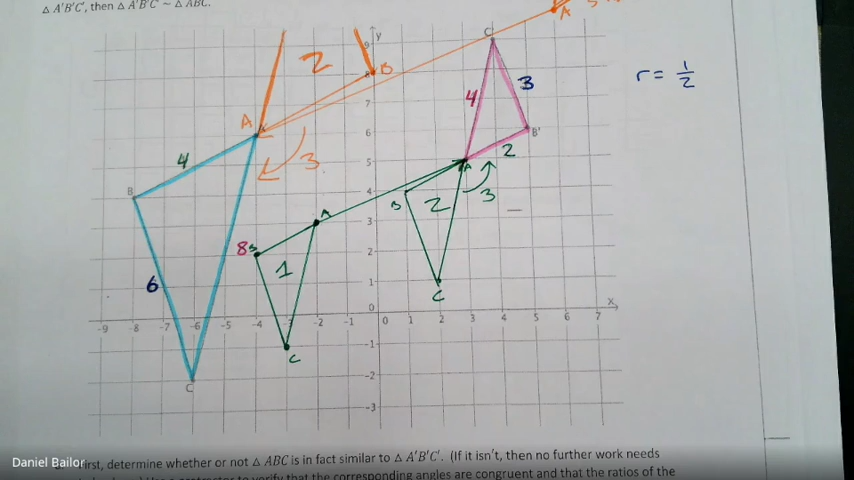 △ A'B'C', then △ A'B'C' ~ △ ABC.
A
y
9
C'
2
B
8
r = 1/2
4
3
7
A
6
3
B'
4
5
A
2
B
4
B
2
3
A
3
8
B
2
1
6
1
C
0
x
-9 -8 -7 -6 -5 -4 -3 -2 -1 0 1 2 3 4 5 6 7
-1
C
C
-2
-3
First, determine whether or not △ ABC is in fact similar to △ A'B'C'. (If it isn't, then no further work needs
to verify that the corresponding angles are congruent and that the ratios of the
Daniel Bailor